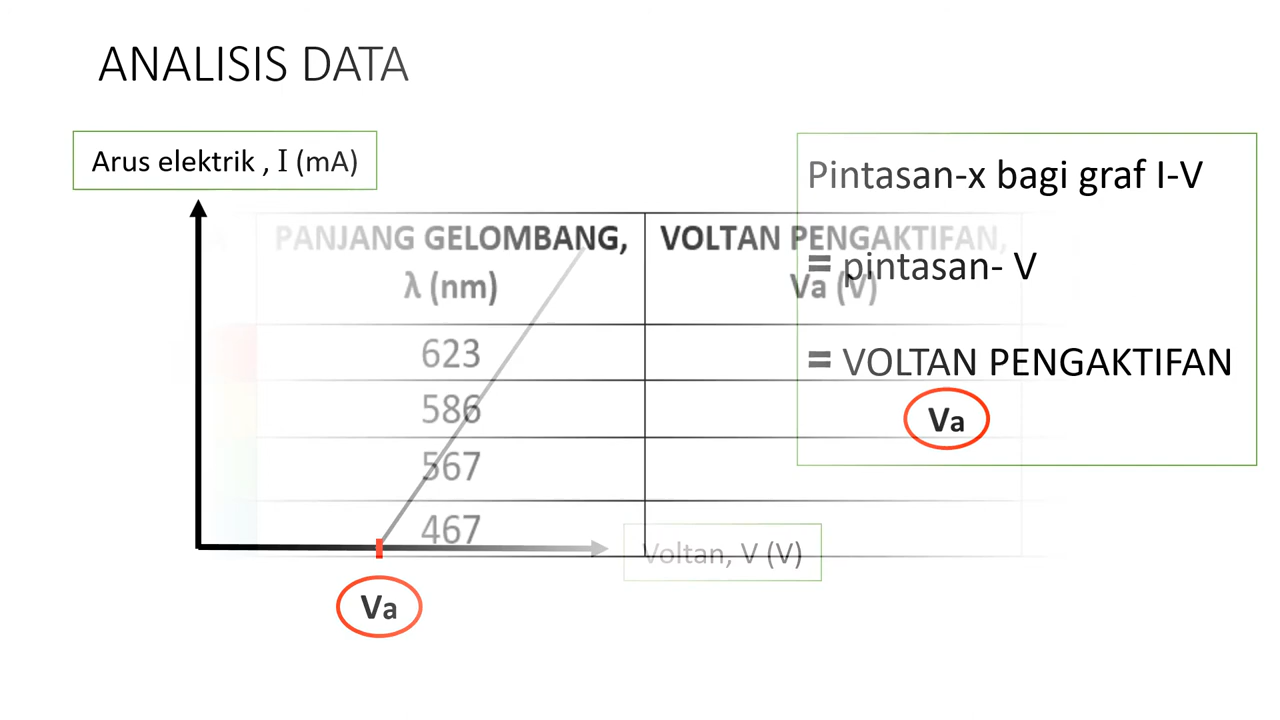 ANALISIS DATA
Arus elektrik , I (mA)
Pintasan-x bagi graf I-V
= pintasan- V
= VOLTAN PENGAKTIFAN
Va
PANJANG GELOMBANG,
λ (nm)
VOLTAN PENGAKTIFAN,
Va (V)
623
586
567
467
Voltan, V (V)
Va